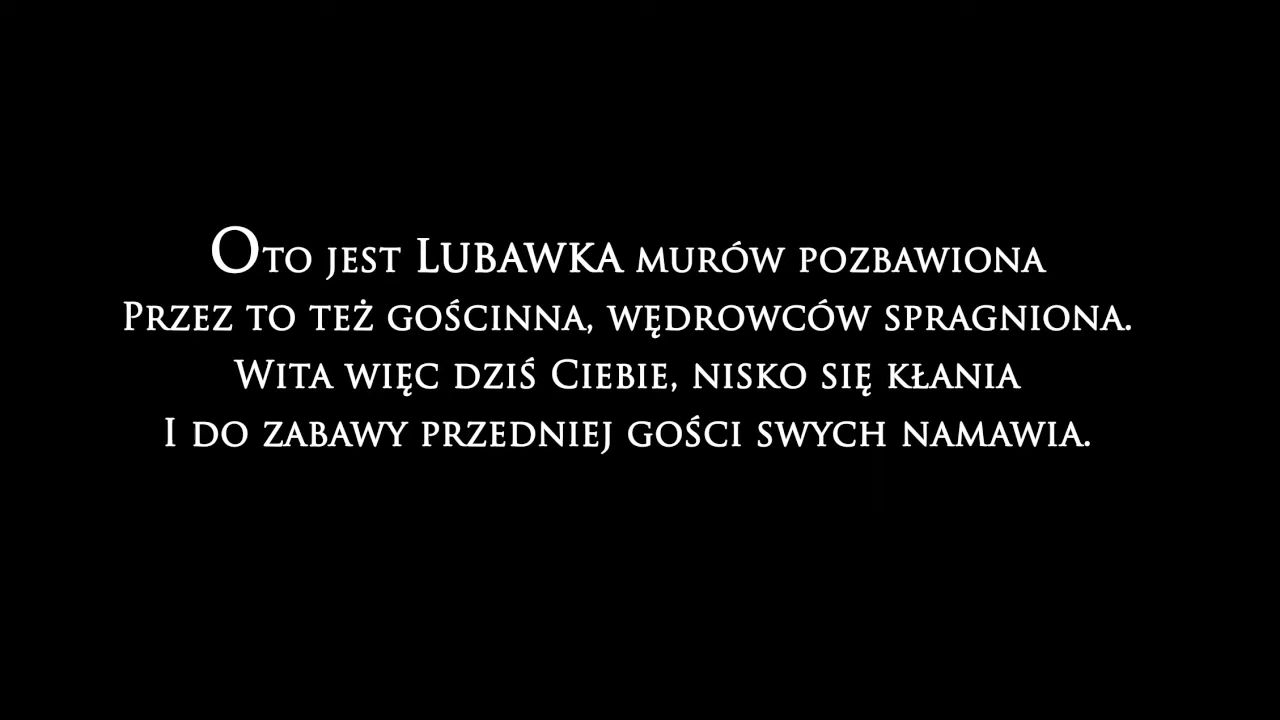 Oto jest Lubawka murów pozbawiona
Przez to też gościnna, wędrowców spragniona.
Wita więc dziś Ciebie, nisko się kłania
I do zabawy przedniej gości swych namawia.